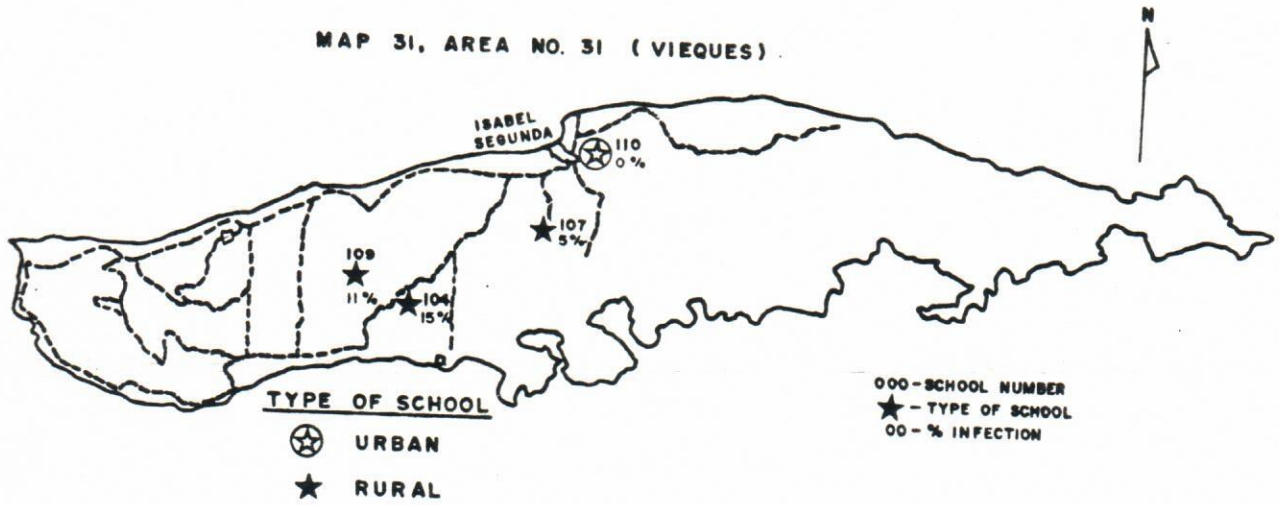 MAP 31, AREA NO. 31 (VIEQUES)
N
ISABEL
SEGUNDA
110
0%
107
5%
109
11%
104
15%
TYPE OF SCHOOL
URBAN
RURAL
000-SCHOOL NUMBER
-TYPE OF SCHOOL
00-% INFECTION